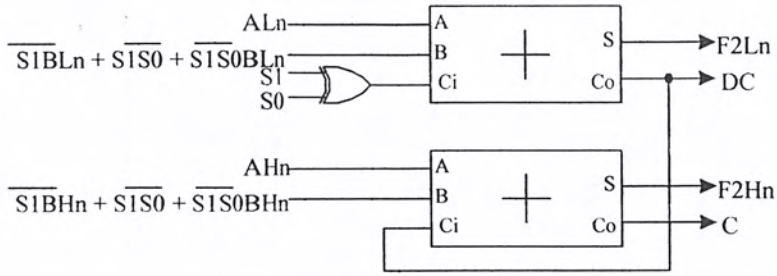 ALn
A
S
F2Ln
S1BLn + S1S0 + S1S0BLn
B
S1
Ci
Co
DC
S0
AHn
A
S
F2Hn
S1BHn + S1S0 + S1S0BHn
B
Ci
Co
C